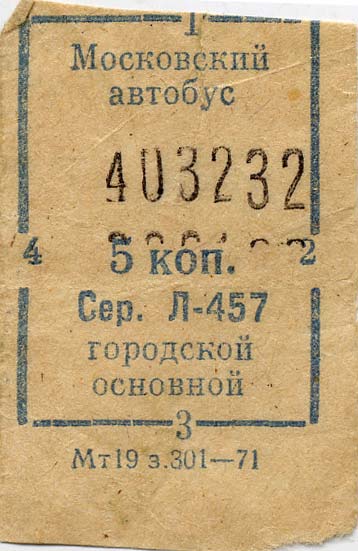 1
Московский
автобус
403232
4 5 коп. 2
Сер. Л-457
городской
основной
3
Мт19 з.301—71